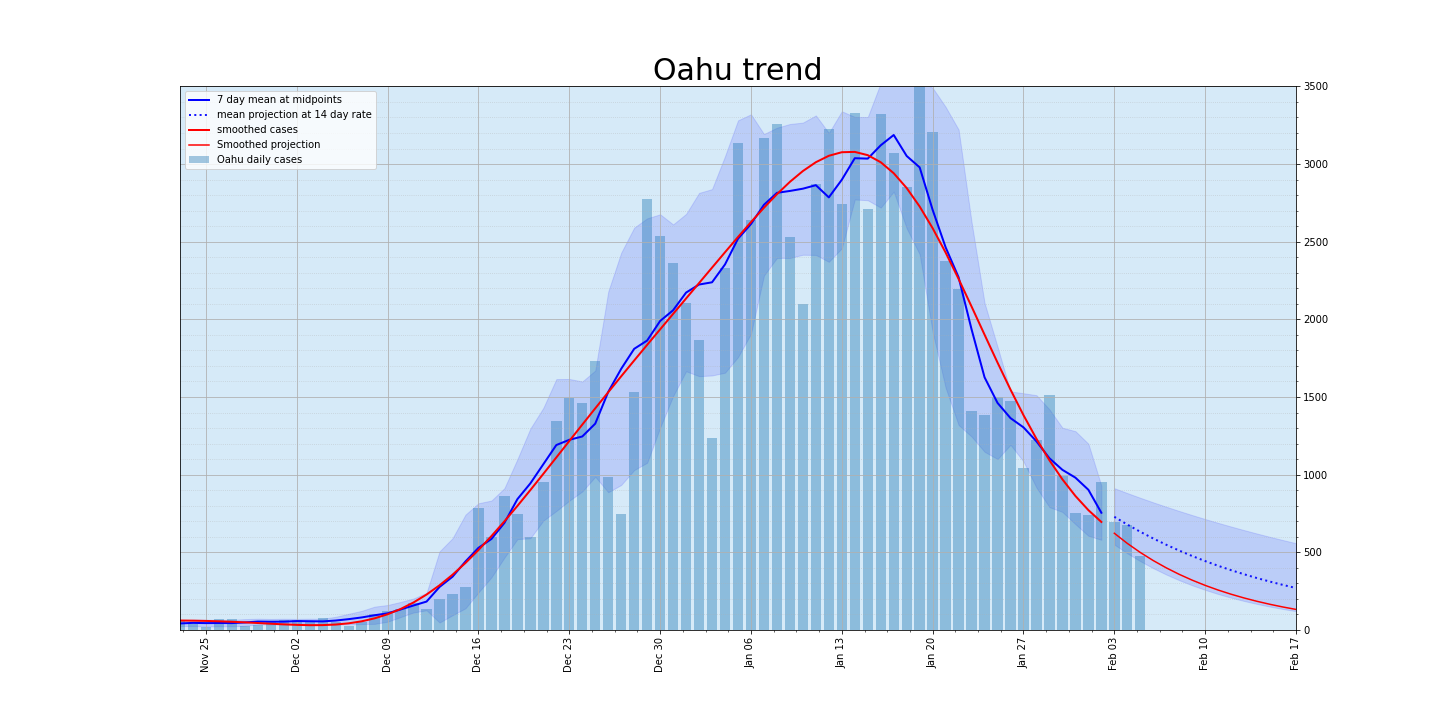 Oahu trend
7 day mean at midpoints
mean projection at 14 day rate
smoothed cases
Smoothed projection
Oahu daily cases
3500
3000
2500
2000
1500
1000
500
0
Nov 25
Dec 02
Dec 09
Dec 16
Dec 23
Dec 30
Jan 06
Jan 13
Jan 20
Jan 27
Feb 03
Feb 10
Feb 17